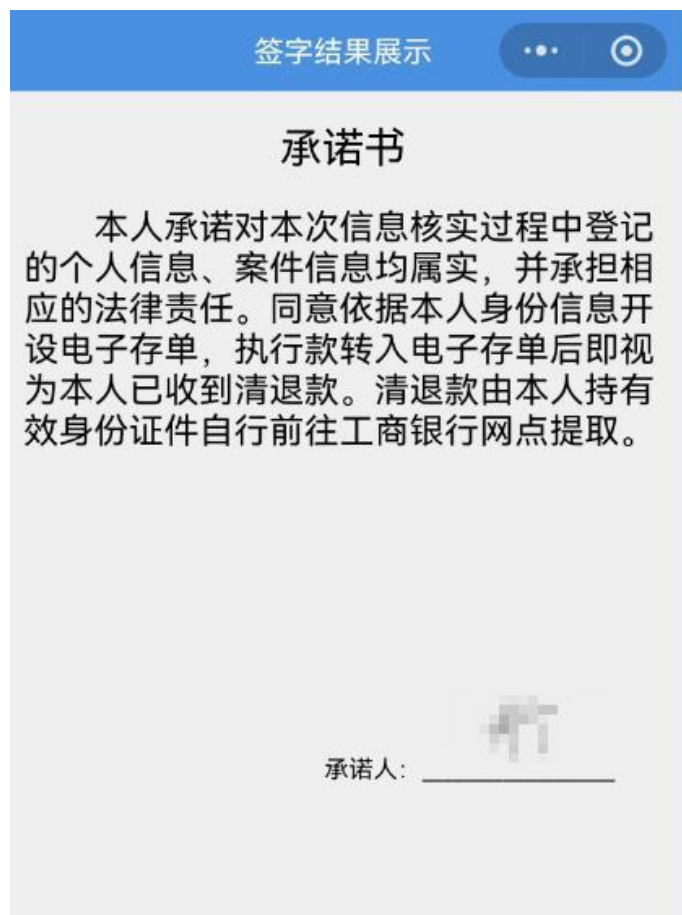 签字结果展示
承诺书
本人承诺对本次信息核实过程中登记
的个人信息、案件信息均属实，并承担相
应的法律责任。同意依据本人身份信息开
设电子存单，执行款转入电子存单后即视
为本人已收到清退款。清退款由本人持有
效身份证件自行前往工商银行网点提取。
承诺人：